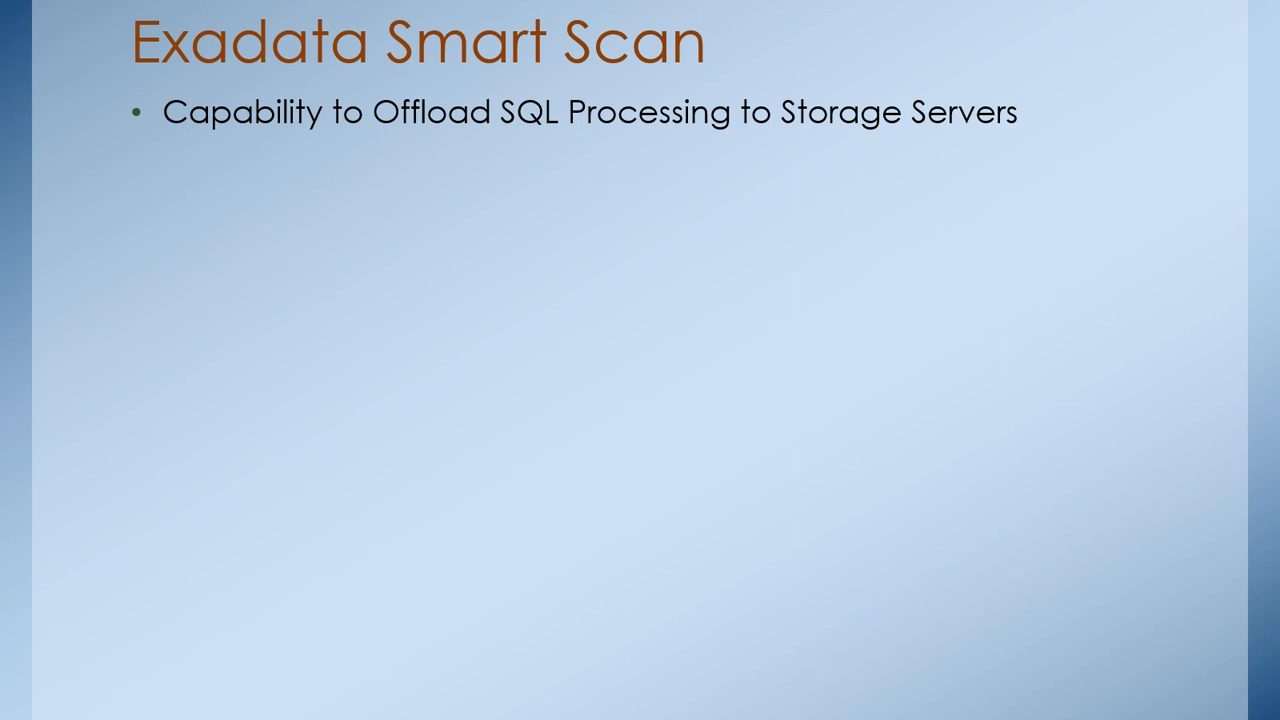 Exadata Smart Scan
• Capability to Offload SQL Processing to Storage Servers